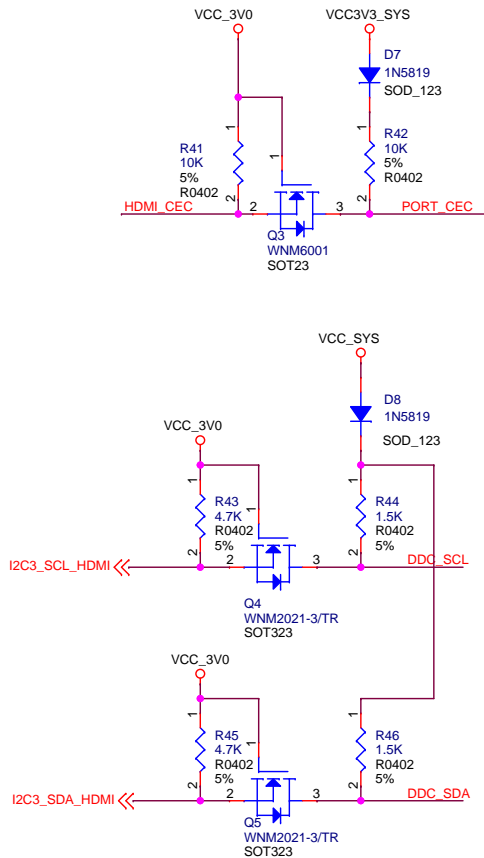 VCC_3V0
VCC3V3_SYS
D7
1N5819
SOD_123
1
R41
10K
5%
R0402
2
1
1
R42
10K
5%
R0402
2
HDMI_CEC
2
3
PORT_CEC
Q3
WNM6001
SOT23
VCC_SYS
D8
1N5819
SOD_123
VCC_3V0
1
R43
4.7K
R0402
5%
2
1
1
R44
1.5K
R0402
5%
2
I2C3_SCL_HDMI
2
3
DDC_SCL
Q4
WNM2021-3/TR
SOT323
VCC_3V0
1
R45
4.7K
R0402
5%
2
1
1
R46
1.5K
R0402
5%
2
I2C3_SDA_HDMI
2
3
DDC_SDA
Q5
WNM2021-3/TR
SOT323